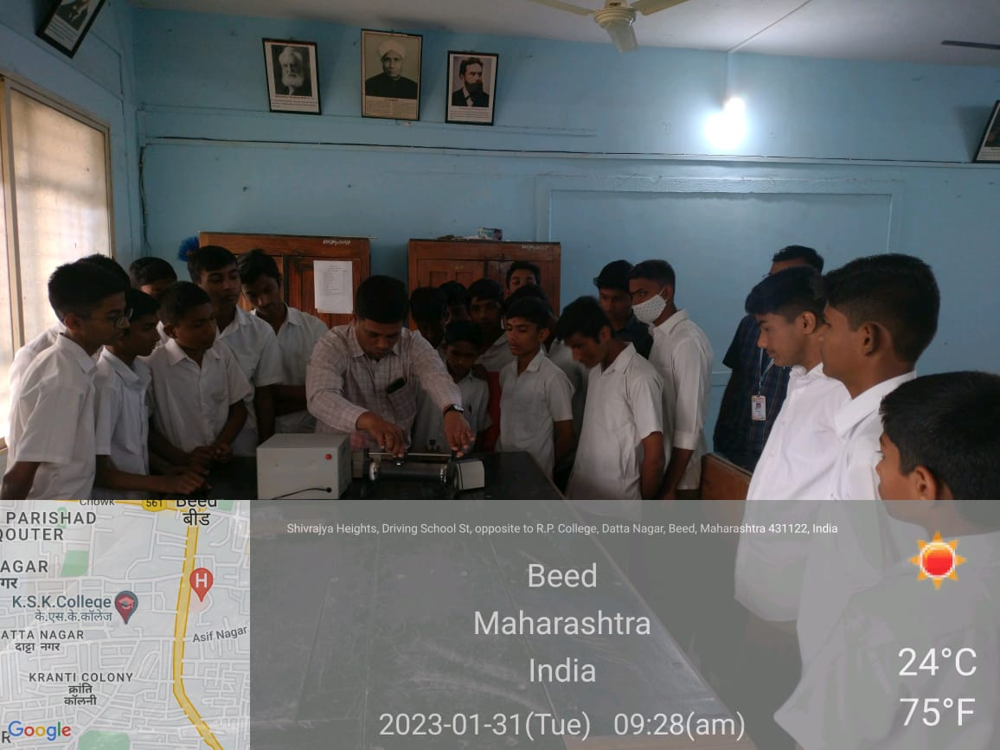 Chowk
561
Beed
बीड
PARISHAD
QOUTER
AGAR
गर
K.S.K.College
के.एस.के.कॉलेज
ATTA NAGAR
दाट्टा नगर
Asif Nagar
KRANTI COLONY
क्रांति
कॉलनी
Google
H
Shivrajya Heights, Driving School St, opposite to R.P. College, Datta Nagar, Beed, Maharashtra 431122, India
Beed
Maharashtra
India
2023-01-31(Tue) 09:28(am)
24°C
75°F